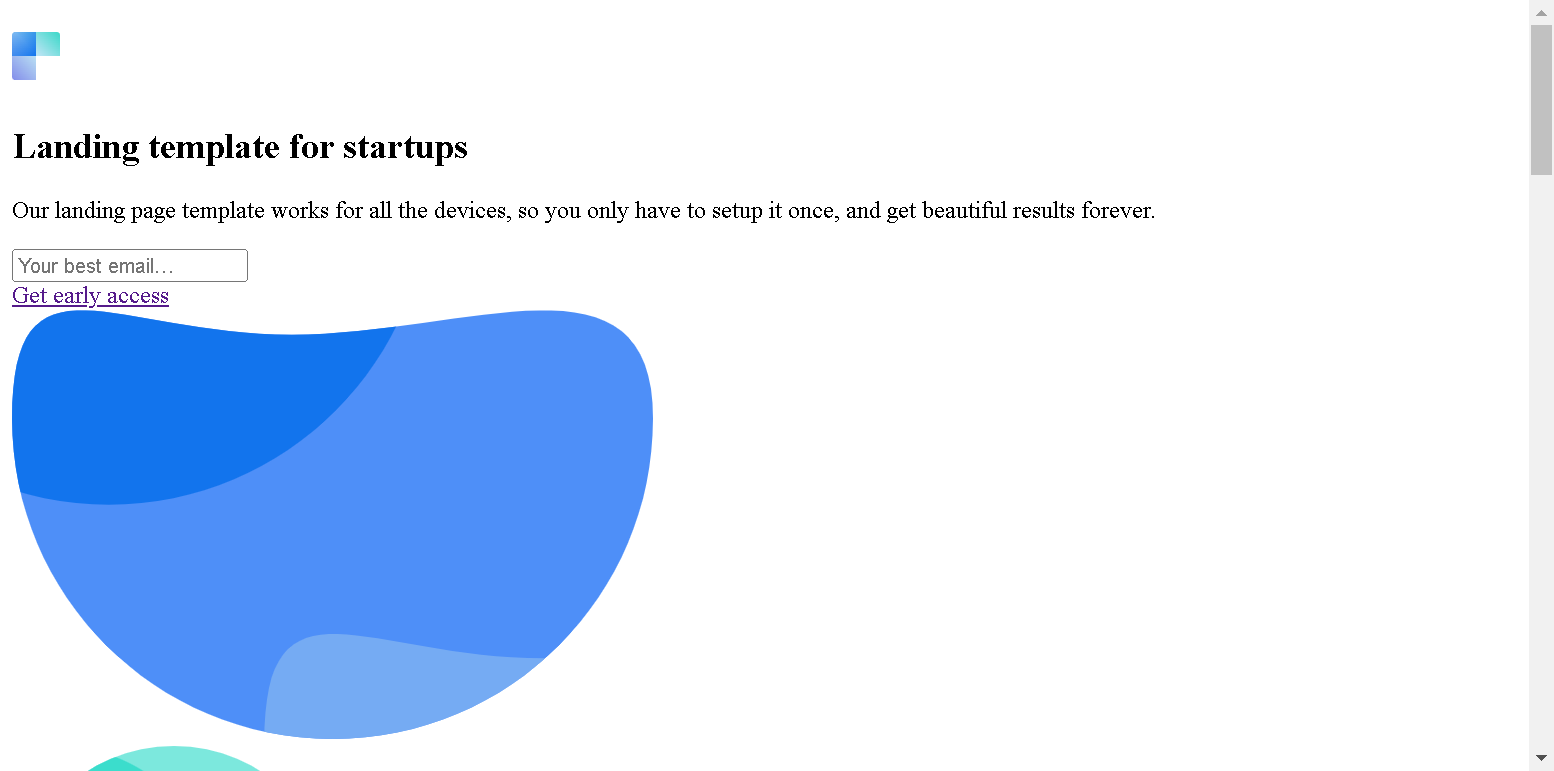 Landing template for startups
Our landing page template works for all the devices, so you only have to setup it once, and get beautiful results forever.
Your best email…
Get early access